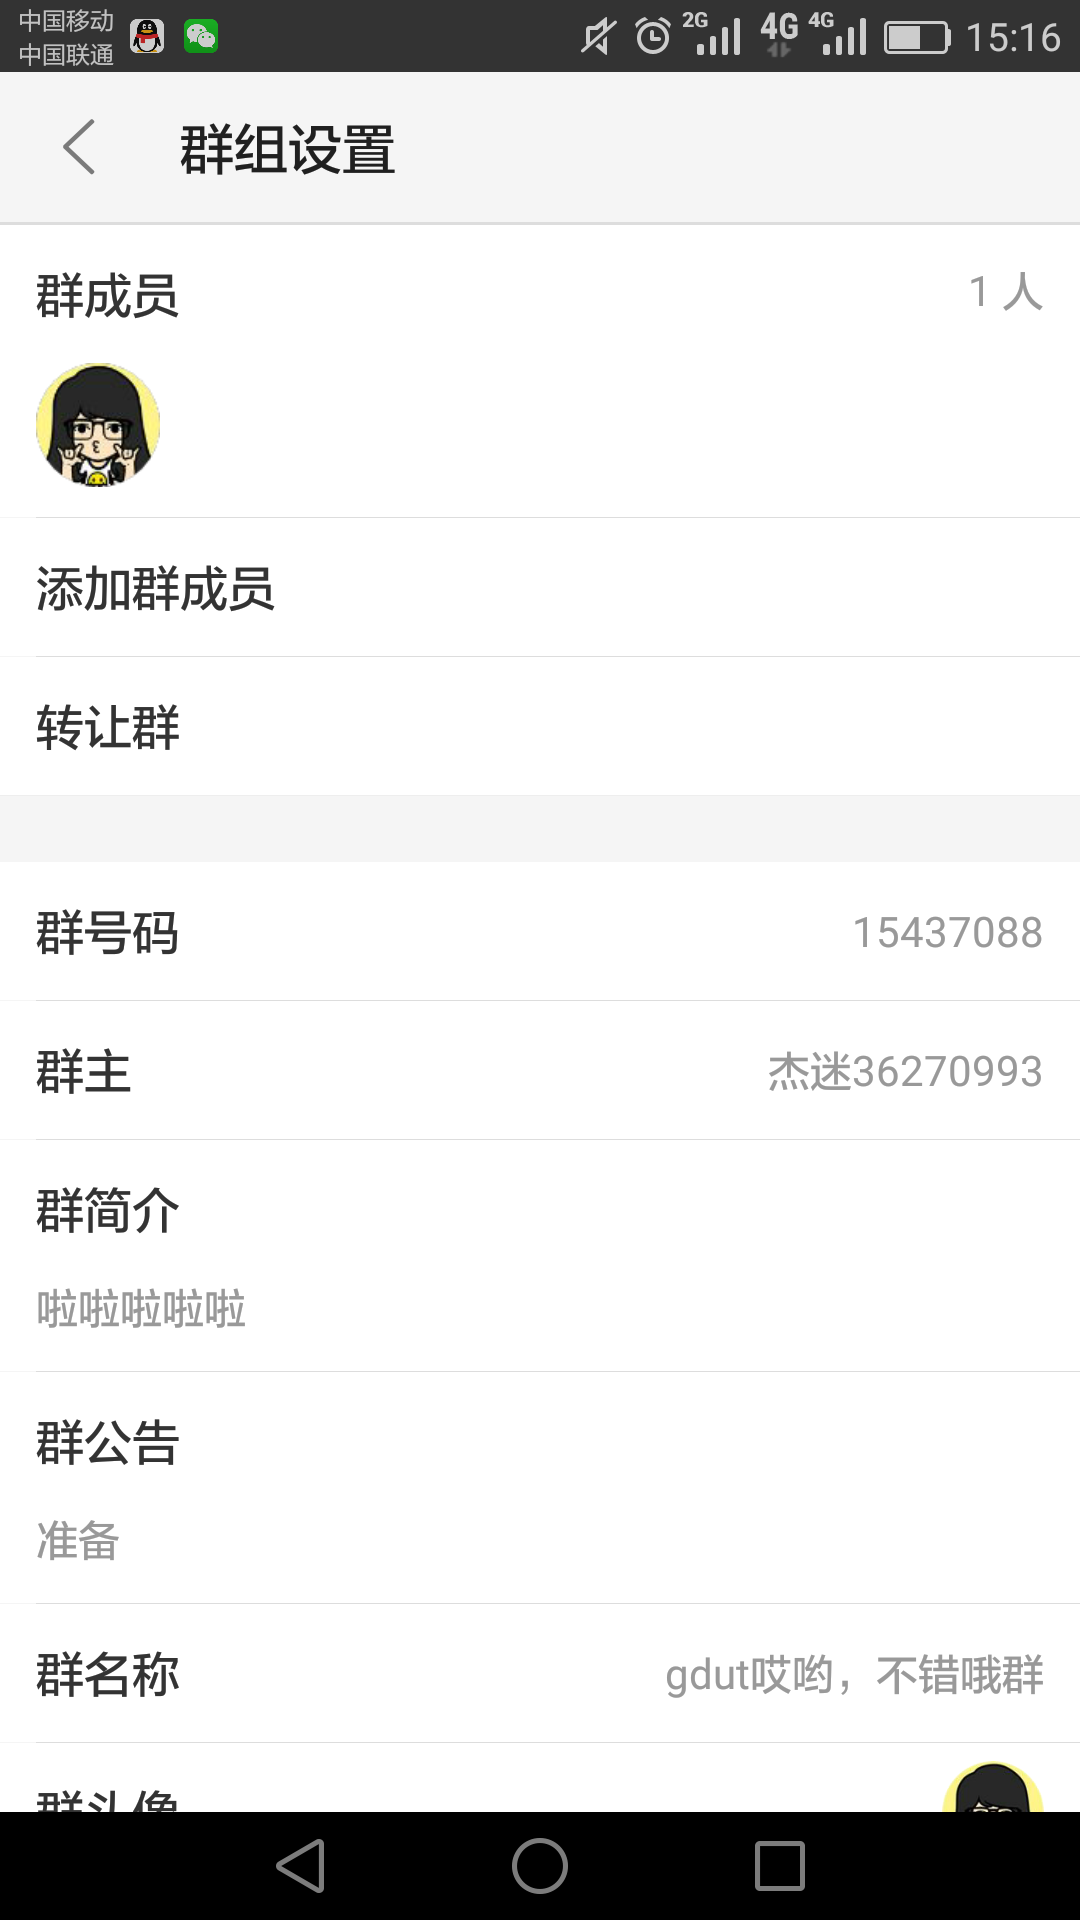 中国移动
中国联通
2G 4G 4G 15:16
群组设置
群成员 1 人
添加群成员
转让群
群号码 15437088
群主 杰迷36270993
群简介
啦啦啦啦啦
群公告
准备
群名称 gdut哎哟，不错哦群
群头像